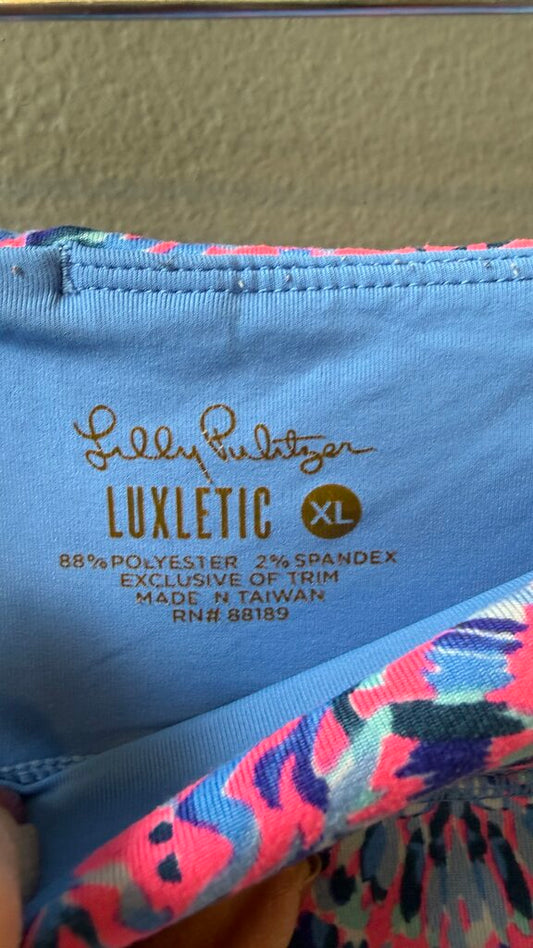 Lilly Pulitzer
LUXLETIC XL
88% POLYESTER 2% SPANDEX
EXCLUSIVE OF TRIM
MADE N TAIWAN
RN# 88189